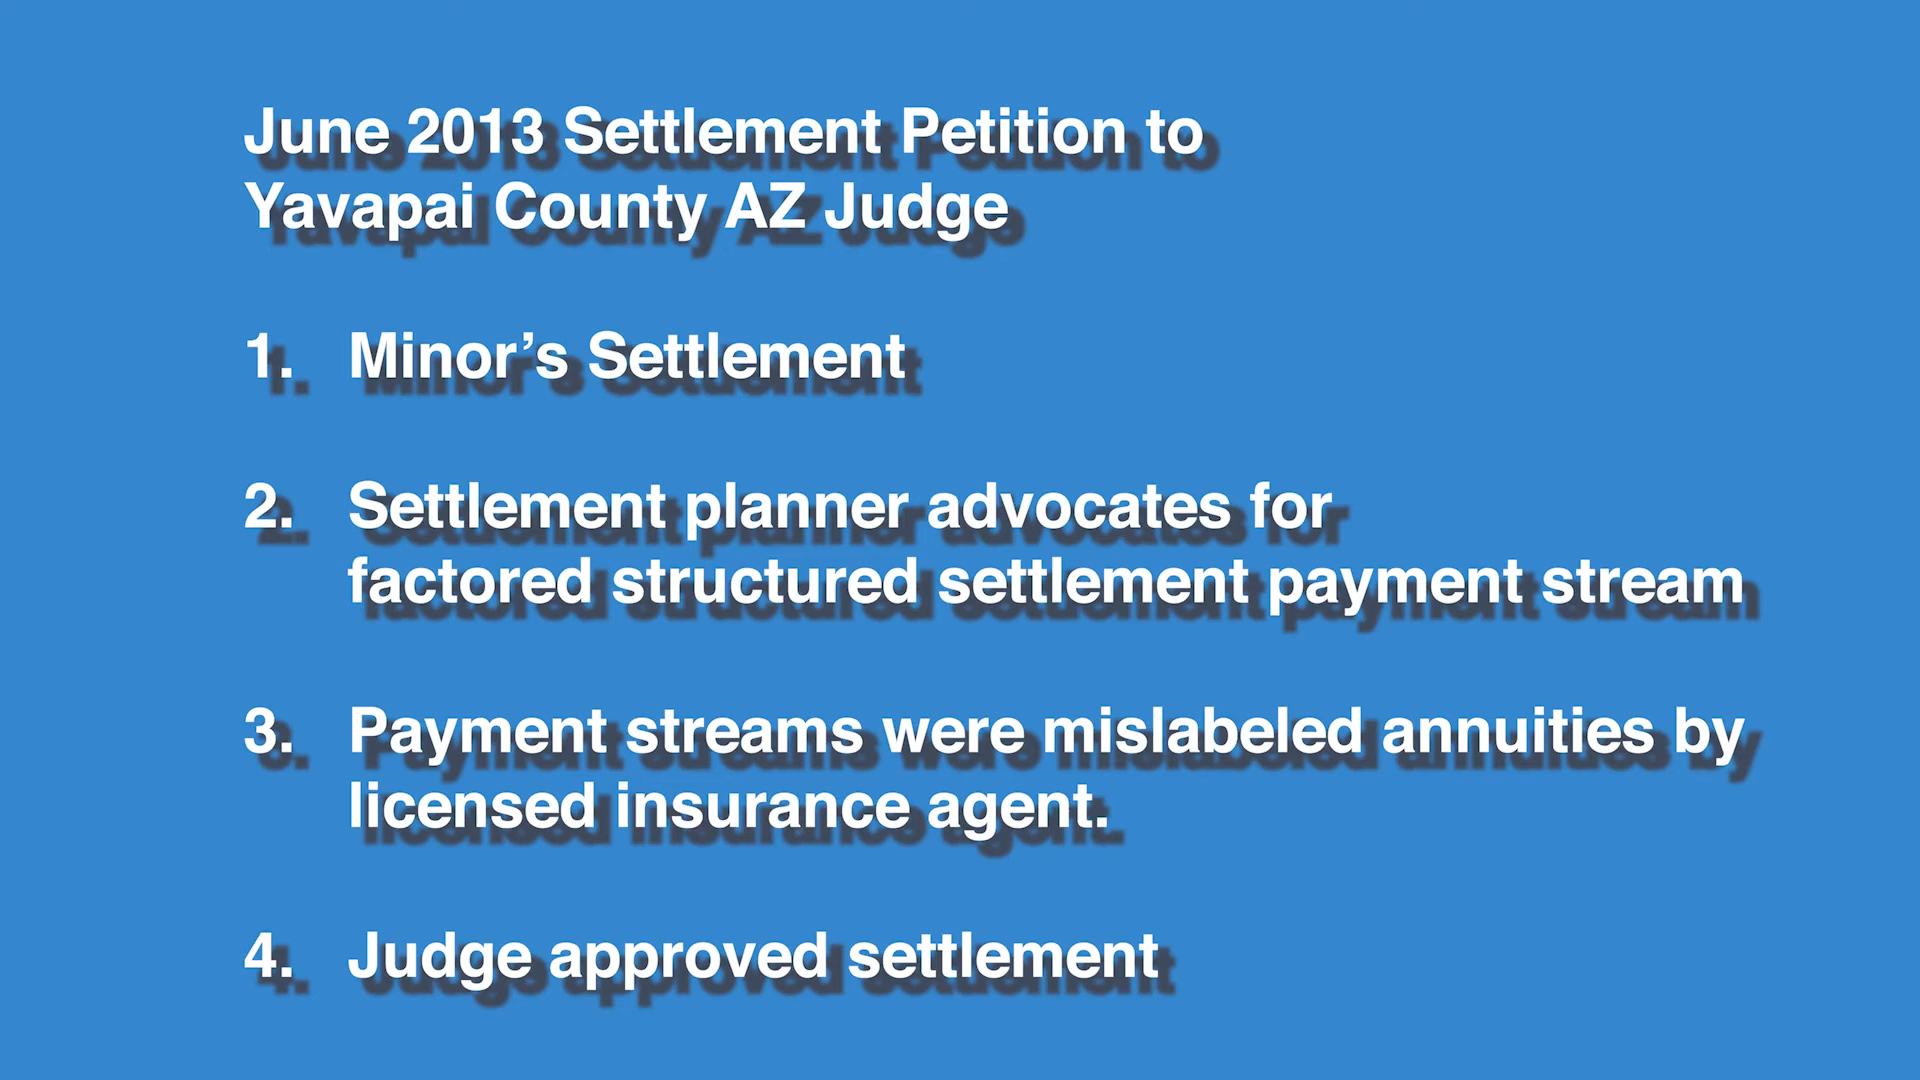 June 2013 Settlement Petition to
Yavapai County AZ Judge
1. Minor’s Settlement
2. Settlement planner advocates for
factored structured settlement payment stream
3. Payment streams were mislabeled annuities by
licensed insurance agent.
4. Judge approved settlement